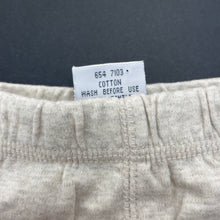 654 7103 •
COTTON
WASH BEFORE USE